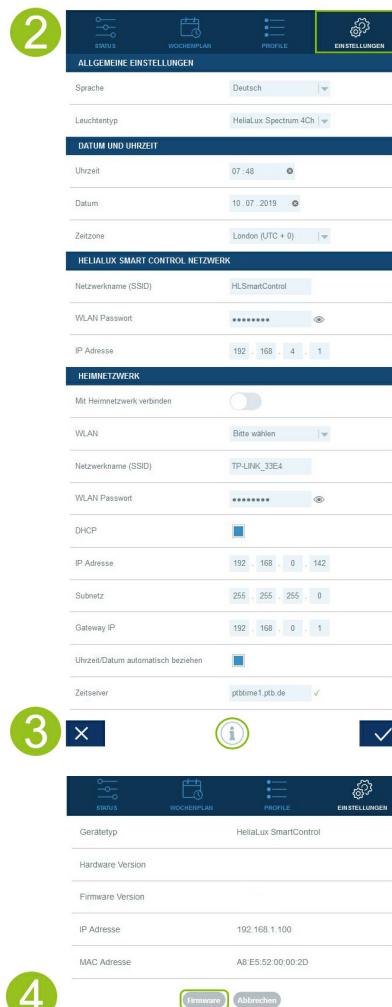 2
STATUS WOCHENPLAN PROFILE EINSTELLUNGEN
ALLGEMEINE EINSTELLUNGEN
Sprache Deutsch
Leuchtentyp HeliaLux Spectrum 4Ch
DATUM UND UHRZEIT
Uhrzeit 07:48
Datum 10.07.2019
Zeitzone London (UTC + 0)
HELIALUX SMART CONTROL NETZWERK
Netzwerkname (SSID) HLSmartControl
WLAN Passwort ••••••••
IP Adresse 192 . 168 . 4 . 1
HEIMNETZWERK
Mit Heimnetzwerk verbinden
WLAN Bitte wählen
Netzwerkname (SSID) TP-LINK_33E4
WLAN Passwort ••••••••
DHCP
IP Adresse 192 . 168 . 0 . 142
Subnetz 255 . 255 . 255 . 0
Gateway IP 192 . 168 . 0 . 1
Uhrzeit/Datum automatisch beziehen
Zeitserver ptbtime1.ptb.de ✓
3
i
STATUS WOCHENPLAN PROFILE EINSTELLUNGEN
Gerätetyp HeliaLux SmartControl
Hardware Version
Firmware Version
IP Adresse 192.168.1.100
MAC Adresse A8:E5:52:00:00:2D
4
Firmware Abbrechen